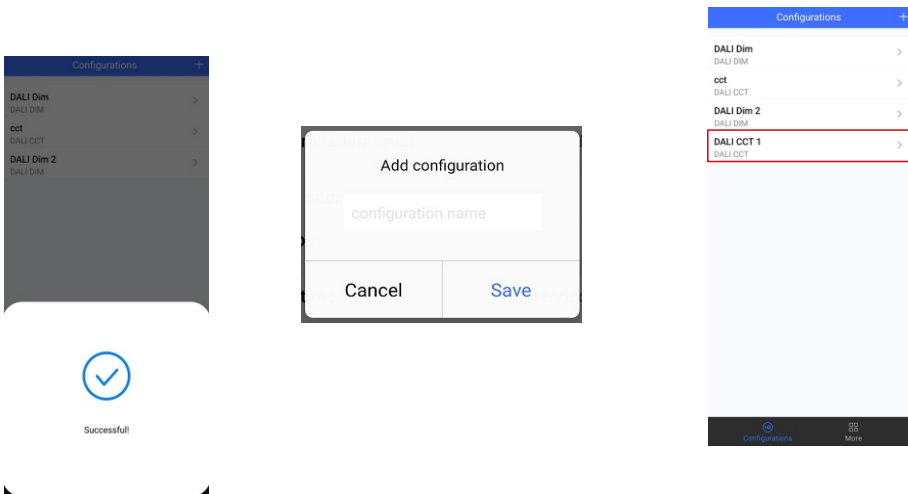 Configurations +
DALI Dim
DALI DIM
cct
DALI CCT
DALI Dim 2
DALI DIM
Successful!
Add configuration
configuration name
Cancel
Save
Configurations +
DALI Dim
DALI DIM
cct
DALI CCT
DALI Dim 2
DALI DIM
DALI CCT 1
DALI CCT
Configurations
More